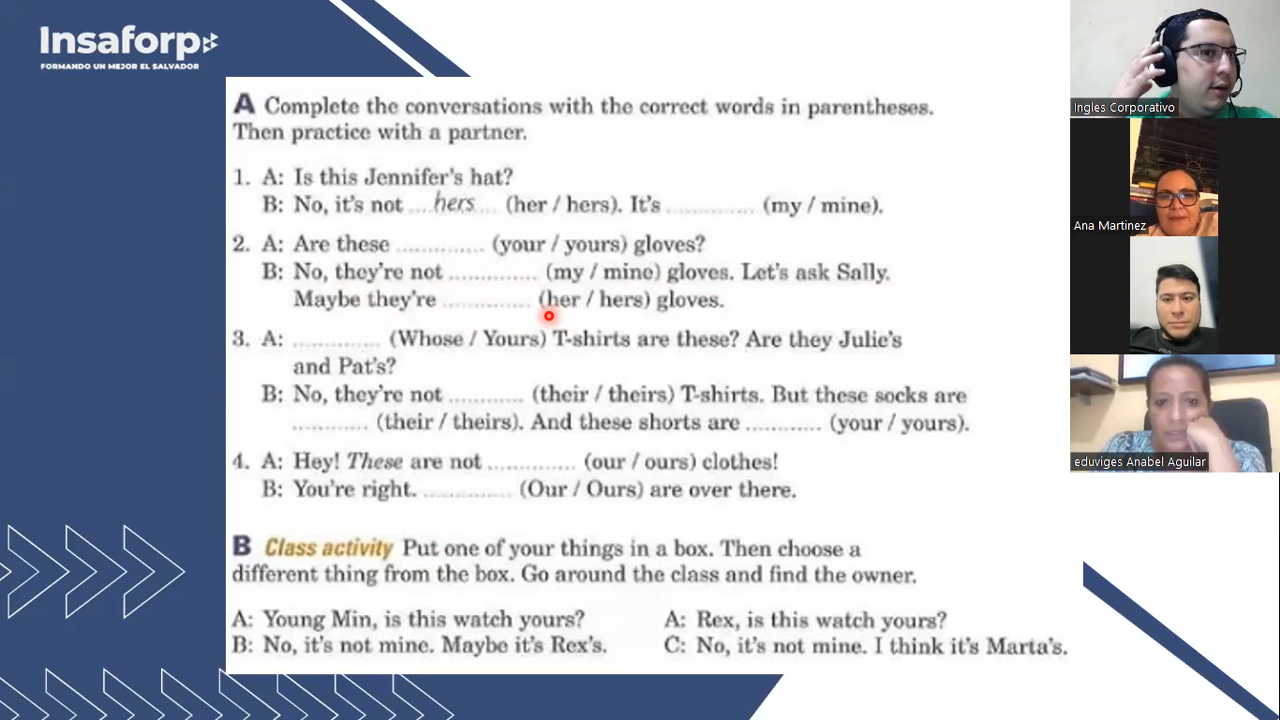 Insaforp
FORMANDO UN MEJOR EL SALVADOR
A Complete the conversations with the correct words in parentheses.
Then practice with a partner.
1. A: Is this Jennifer's hat?
B: No, it's not ... hers ... (her / hers). It's ............. (my / mine).
2. A: Are these ............. (your / yours) gloves?
B: No, they're not ............. (my / mine) gloves. Let's ask Sally.
Maybe they're ............. (her / hers) gloves.
3. A: ............. (Whose / Yours) T-shirts are these? Are they Julie's
and Pat's?
B: No, they're not ........... (their / theirs) T-shirts. But these socks are
........... (their / theirs). And these shorts are ........... (your / yours).
4. A: Hey! These are not ............. (our / ours) clothes!
B: You're right. ............. (Our / Ours) are over there.
B Class activity Put one of your things in a box. Then choose a
different thing from the box. Go around the class and find the owner.
A: Young Min, is this watch yours?
B: No, it's not mine. Maybe it's Rex's.
A: Rex, is this watch yours?
C: No, it's not mine. I think it's Marta's.
Ingles Corporativo
Ana Martinez
eduviges Anabel Aguilar